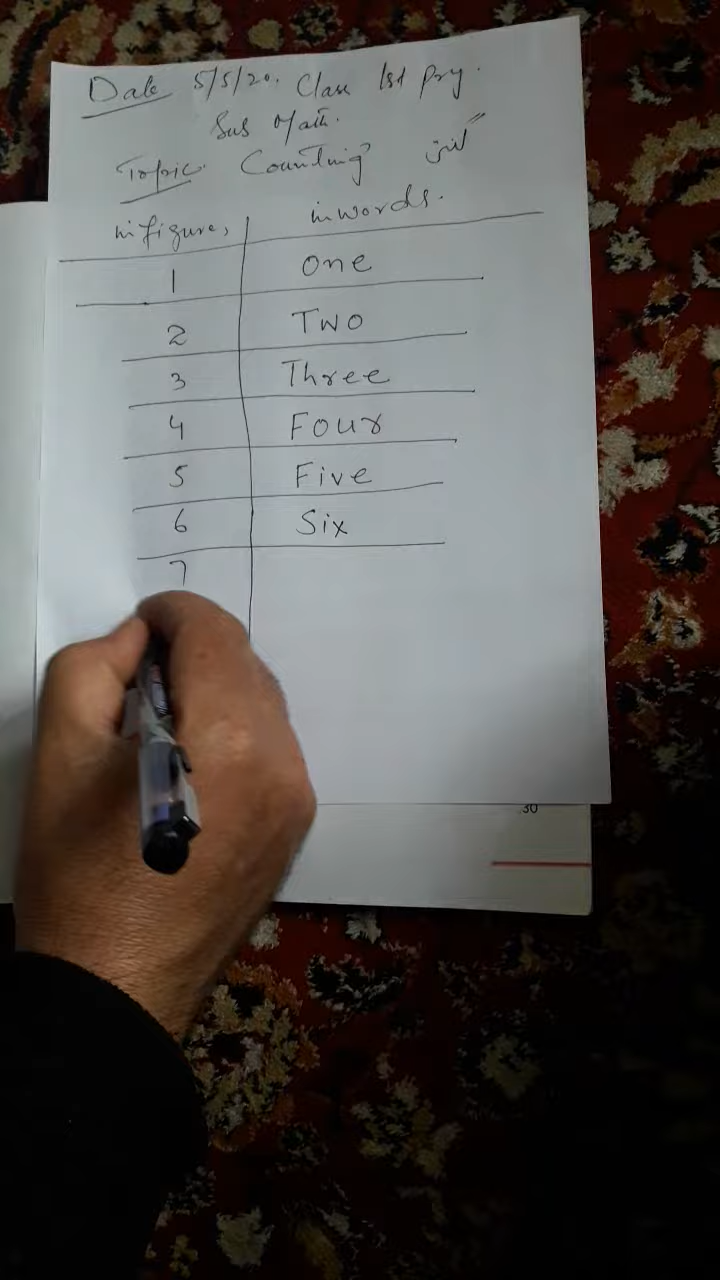 Date 5/5/20. Class 1st Pry.
Sub Math.
Topic. Counting گنتی
in figures, in words.
1 one
2 Two
3 Three
4 Four
5 Five
6 Six
7
30